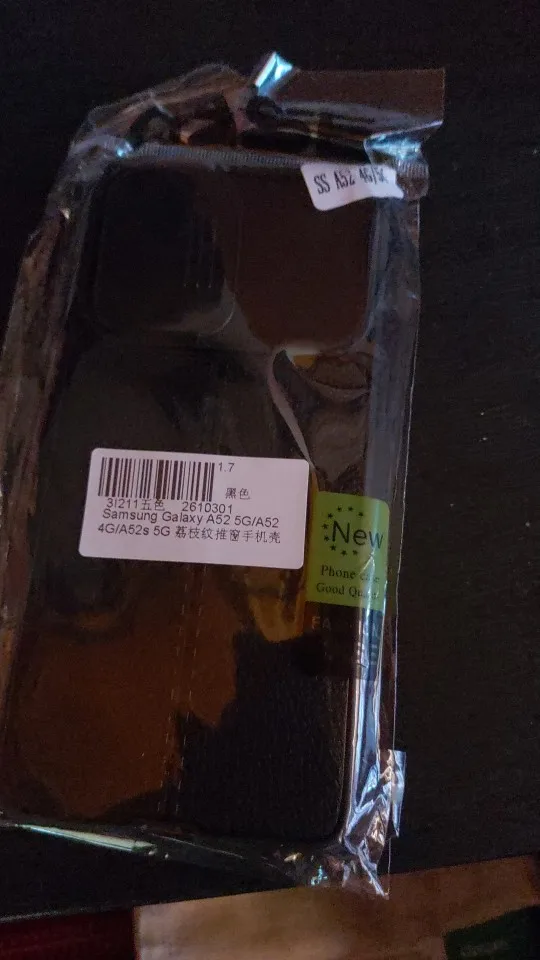 SS A52 4G/5G
1.7
黑色
3I211五色 2610301
Samsung Galaxy A52 5G/A52
4G/A52s 5G 荔枝纹推窗手机壳
New
Phone case
Good